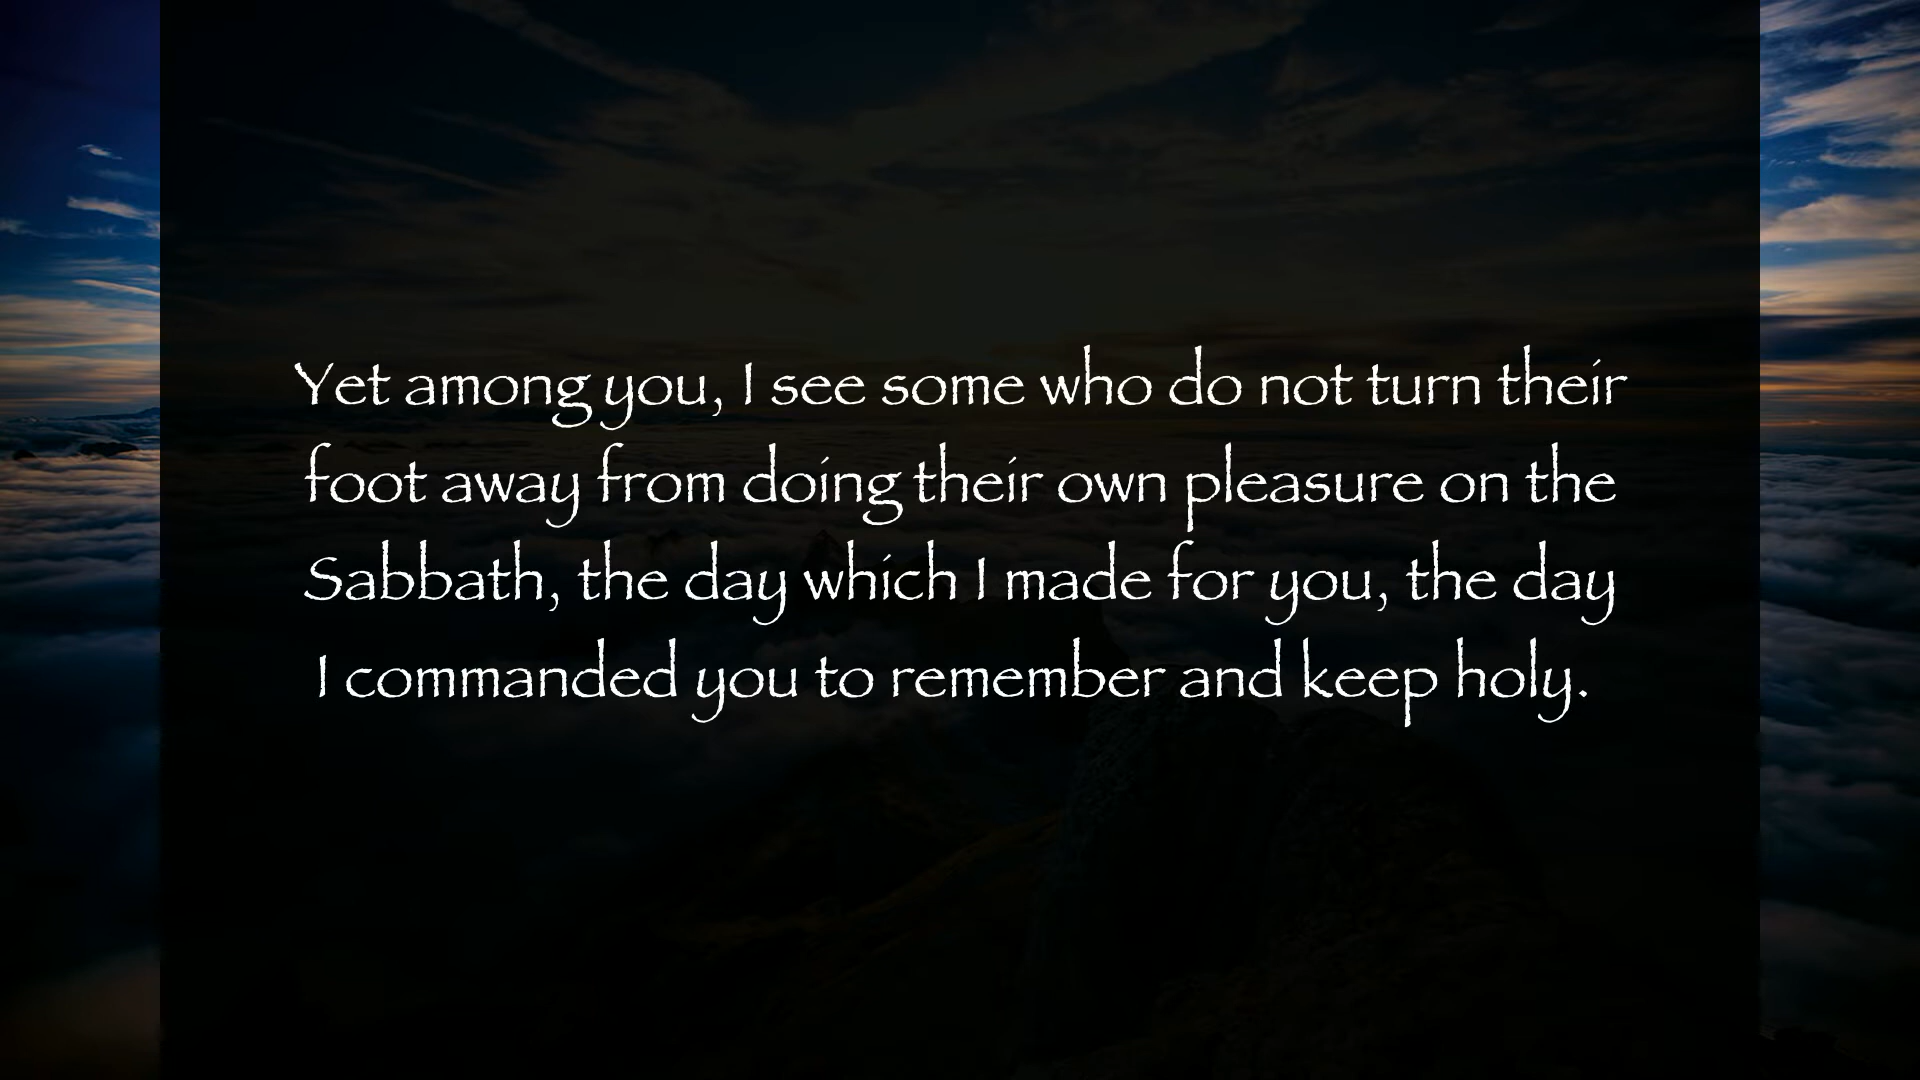 Yet among you, I see some who do not turn their
foot away from doing their own pleasure on the
Sabbath, the day which I made for you, the day
I commanded you to remember and keep holy.